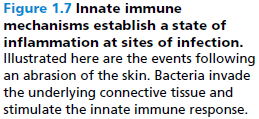 Figure 1.7 Innate immune
mechanisms establish a state of
inflammation at sites of infection.
Illustrated here are the events following
an abrasion of the skin. Bacteria invade
the underlying connective tissue and
stimulate the innate immune response.